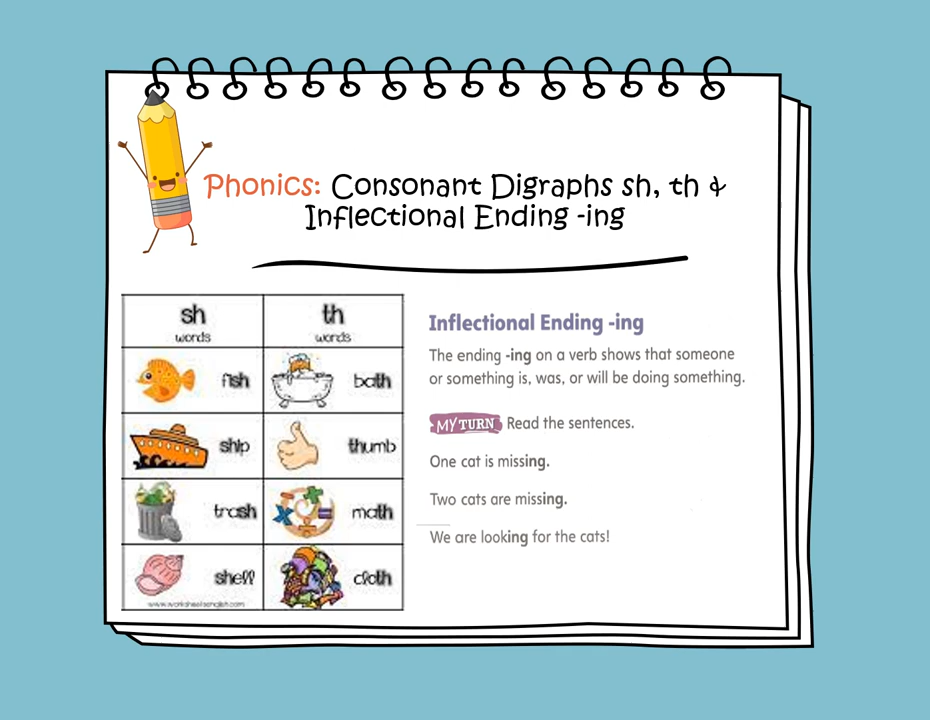 Phonics: Consonant Digraphs sh, th &
Inflectional Ending -ing
sh
words
th
words
fish
bath
ship
thumb
trash
math
shell
cloth
www.worksheetsenglish.com
Inflectional Ending -ing
The ending -ing on a verb shows that someone
or something is, was, or will be doing something.
MY TURN Read the sentences.
One cat is missing.
Two cats are missing.
We are looking for the cats!